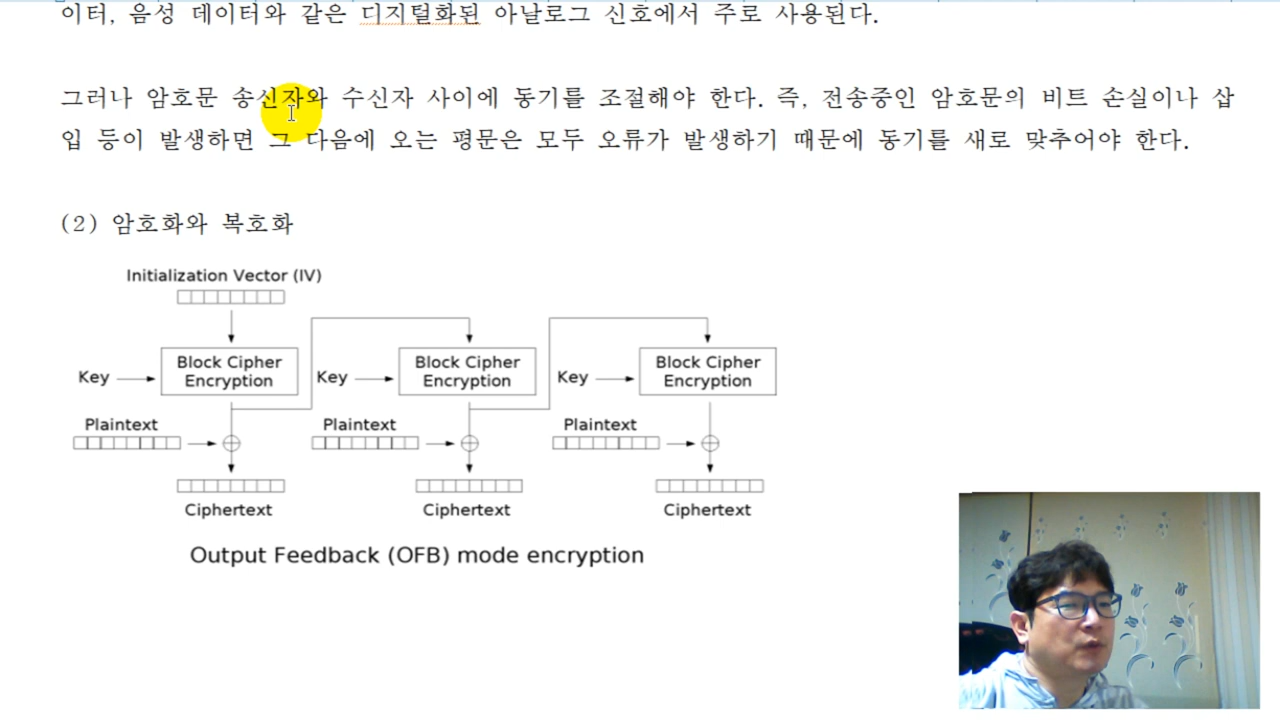 이터, 음성 데이터와 같은 디지털화된 아날로그 신호에서 주로 사용된다.
그러나 암호문 송신자와 수신자 사이에 동기를 조절해야 한다. 즉, 전송중인 암호문의 비트 손실이나 삽
입 등이 발생하면 그 다음에 오는 평문은 모두 오류가 발생하기 때문에 동기를 새로 맞추어야 한다.
(2) 암호화와 복호화
Initialization Vector (IV)
Block Cipher Encryption
Block Cipher Encryption
Block Cipher Encryption
Key
Key
Key
Plaintext
Plaintext
Plaintext
Ciphertext
Ciphertext
Ciphertext
Output Feedback (OFB) mode encryption